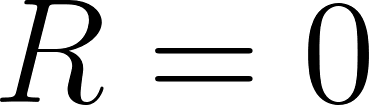 R = 0